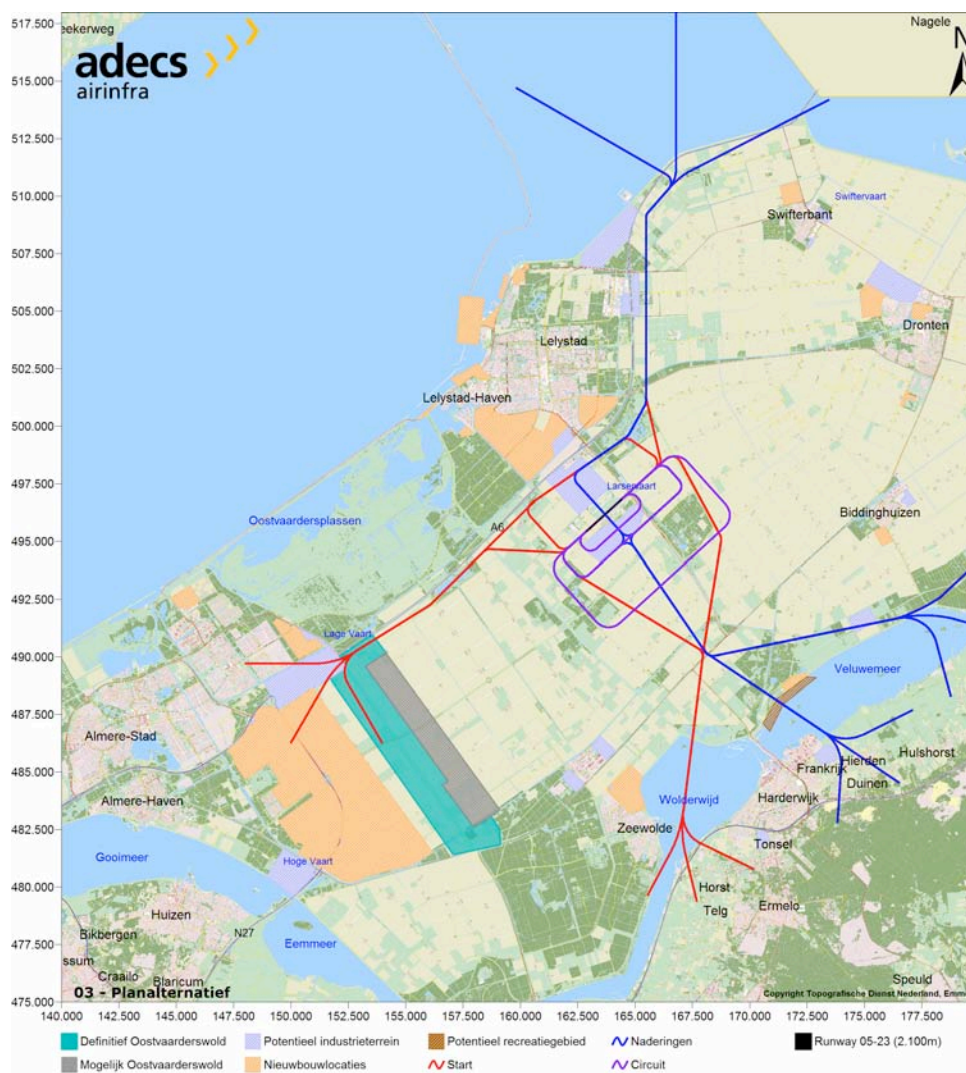 517.500
eekerweg
Nagele
N
adecs
airinfra
515.000
512.500
510.000
Swiftervaart
Swifterbant
507.500
505.000
Dronten
Lelystad
502.500
Lelystad-Haven
500.000
497.500
Larservaart
Biddinghuizen
Oostvaardersplassen
A6
495.000
492.500
Lage Vaart
490.000
Veluwemeer
487.500
Almere-Stad
Hierden
Hulshorst
Frankrijk
Duinen
485.000
Almere-Haven
Wolderwijd
Harderwijk
482.500
Zeewolde
Tonsel
Gooimeer
Hoge Vaart
480.000
Horst
Huizen
Telg
Ermelo
Bikbergen
N27
Eemmeer
477.500
ssum
Craailo
Blaricum
Speuld
03 - Planalternatief
Copyright Topografische Dienst Nederland, Emme
475.000
140.000 142.500 145.000 147.500 150.000 152.500 155.000 157.500 160.000 162.500 165.000 167.500 170.000 172.500 175.000 177.500
Definitief Oostvaarderswold Potentieel industrieterrein Potentieel recreatiegebied Naderingen Runway 05-23 (2.100m)
Mogelijk Oostvaarderswold Nieuwbouwlocaties Start Circuit